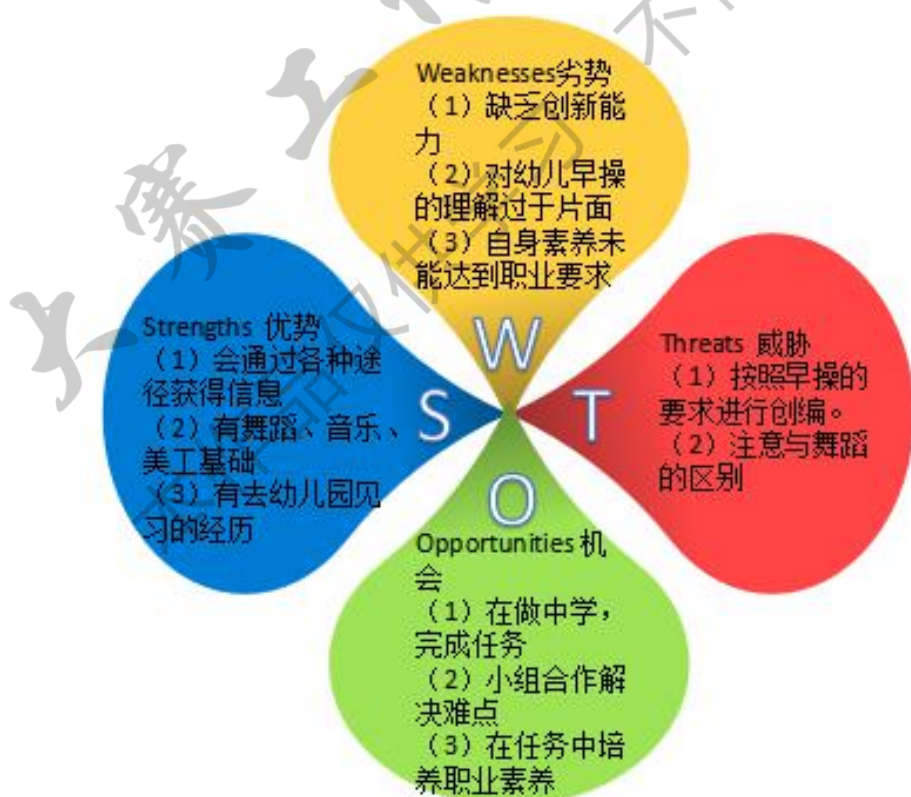 Weaknesses劣势
（1）缺乏创新能
力
（2）对幼儿早操
的理解过于片面
（3）自身素养未
能达到职业要求
W
Strengths 优势
（1）会通过各种途
径获得信息
（2）有舞蹈、音乐、
美工基础
（3）有去幼儿园见
习的经历
S
Threats 威胁
（1）按照早操的
要求进行创编。
（2）注意与舞蹈
的区别
T
O
Opportunities 机
会
（1）在做中学，
完成任务
（2）小组合作解
决难点
（3）在任务中培
养职业素养